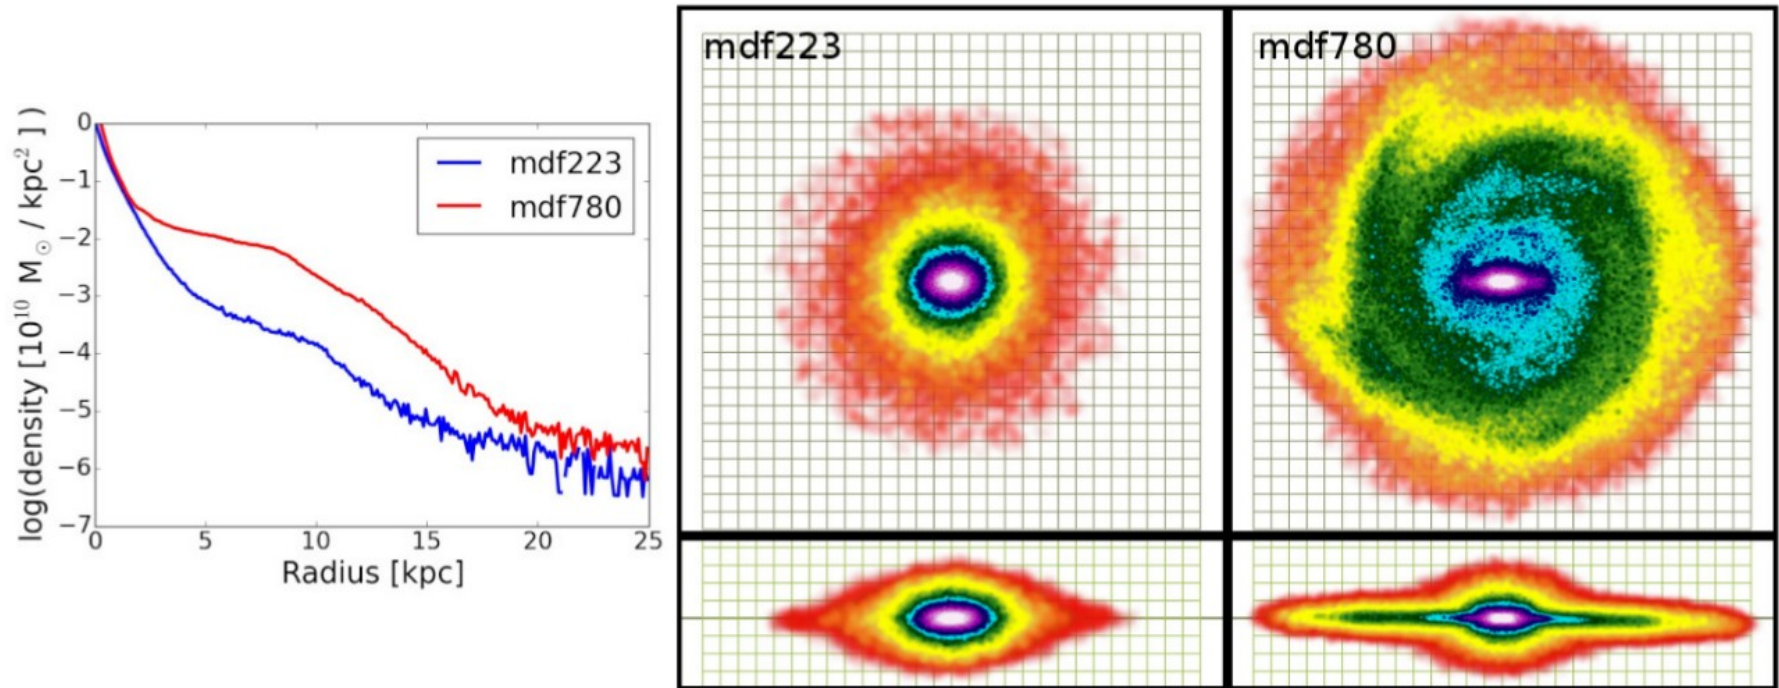 log(density [10¹⁰ M☉ / kpc² ] )
0
−1
−2
−3
−4
−5
−6
−7
0 5 10 15 20 25
Radius [kpc]
mdf223
mdf780
mdf223
mdf780